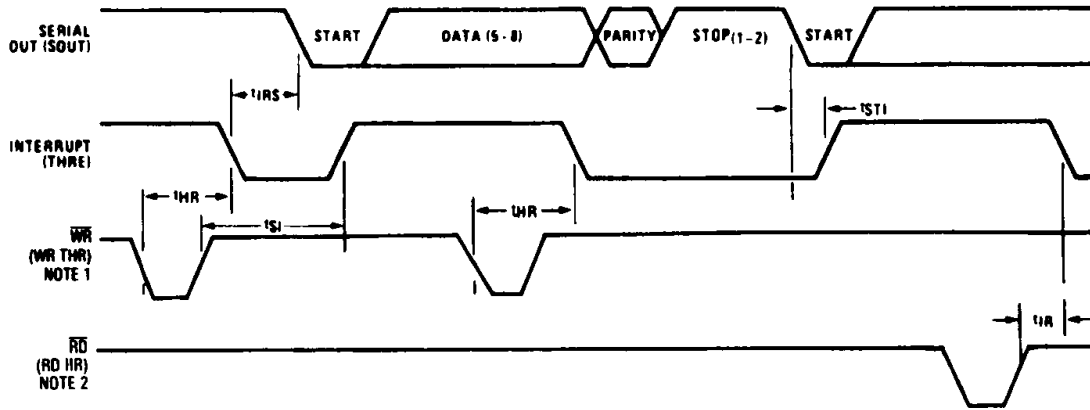 SERIAL
OUT (SOUT)
START
DATA (5-8)
PARITY
STOP(1-2)
START
tIRS
tSTI
INTERRUPT
(THRE)
tHR
tSI
tHR
WR
(WR THR)
NOTE 1
tIR
RD
(RD IIR)
NOTE 2